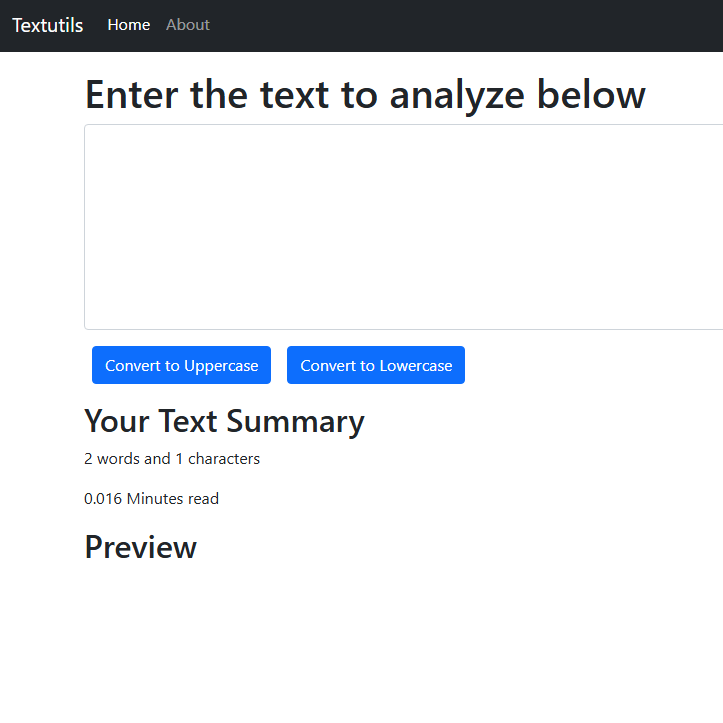 Textutils Home About
Enter the text to analyze below
Convert to Uppercase Convert to Lowercase
Your Text Summary
2 words and 1 characters
0.016 Minutes read
Preview